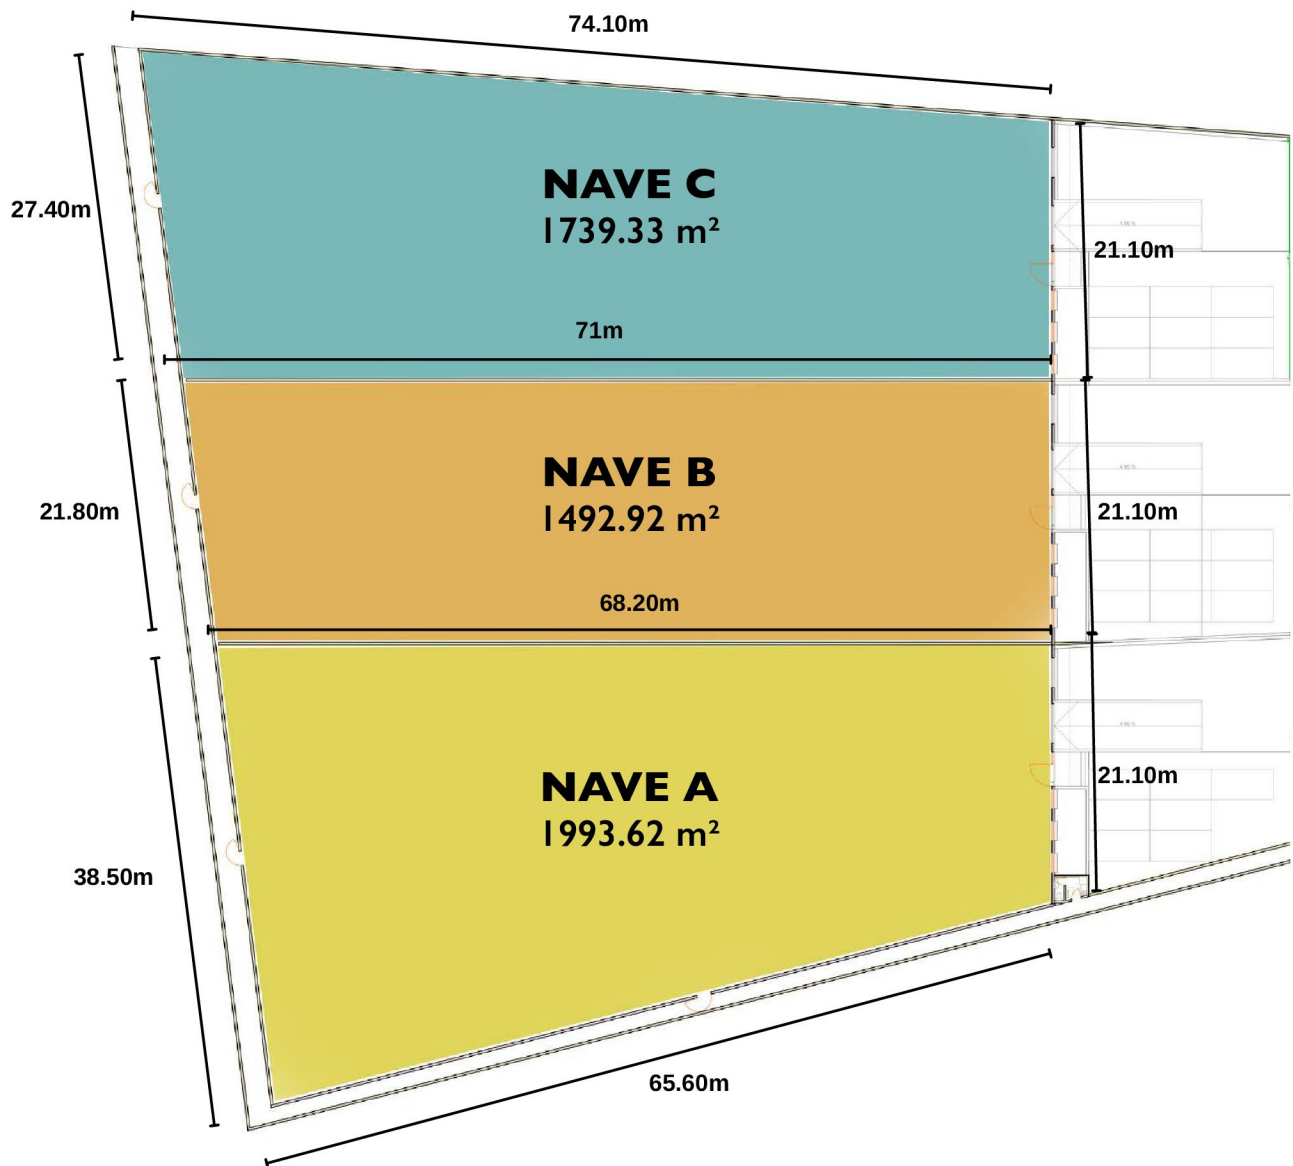 74.10m
27.40m
NAVE C
1739.33 m²
21.10m
71m
21.80m
NAVE B
1492.92 m²
21.10m
68.20m
38.50m
NAVE A
1993.62 m²
21.10m
65.60m